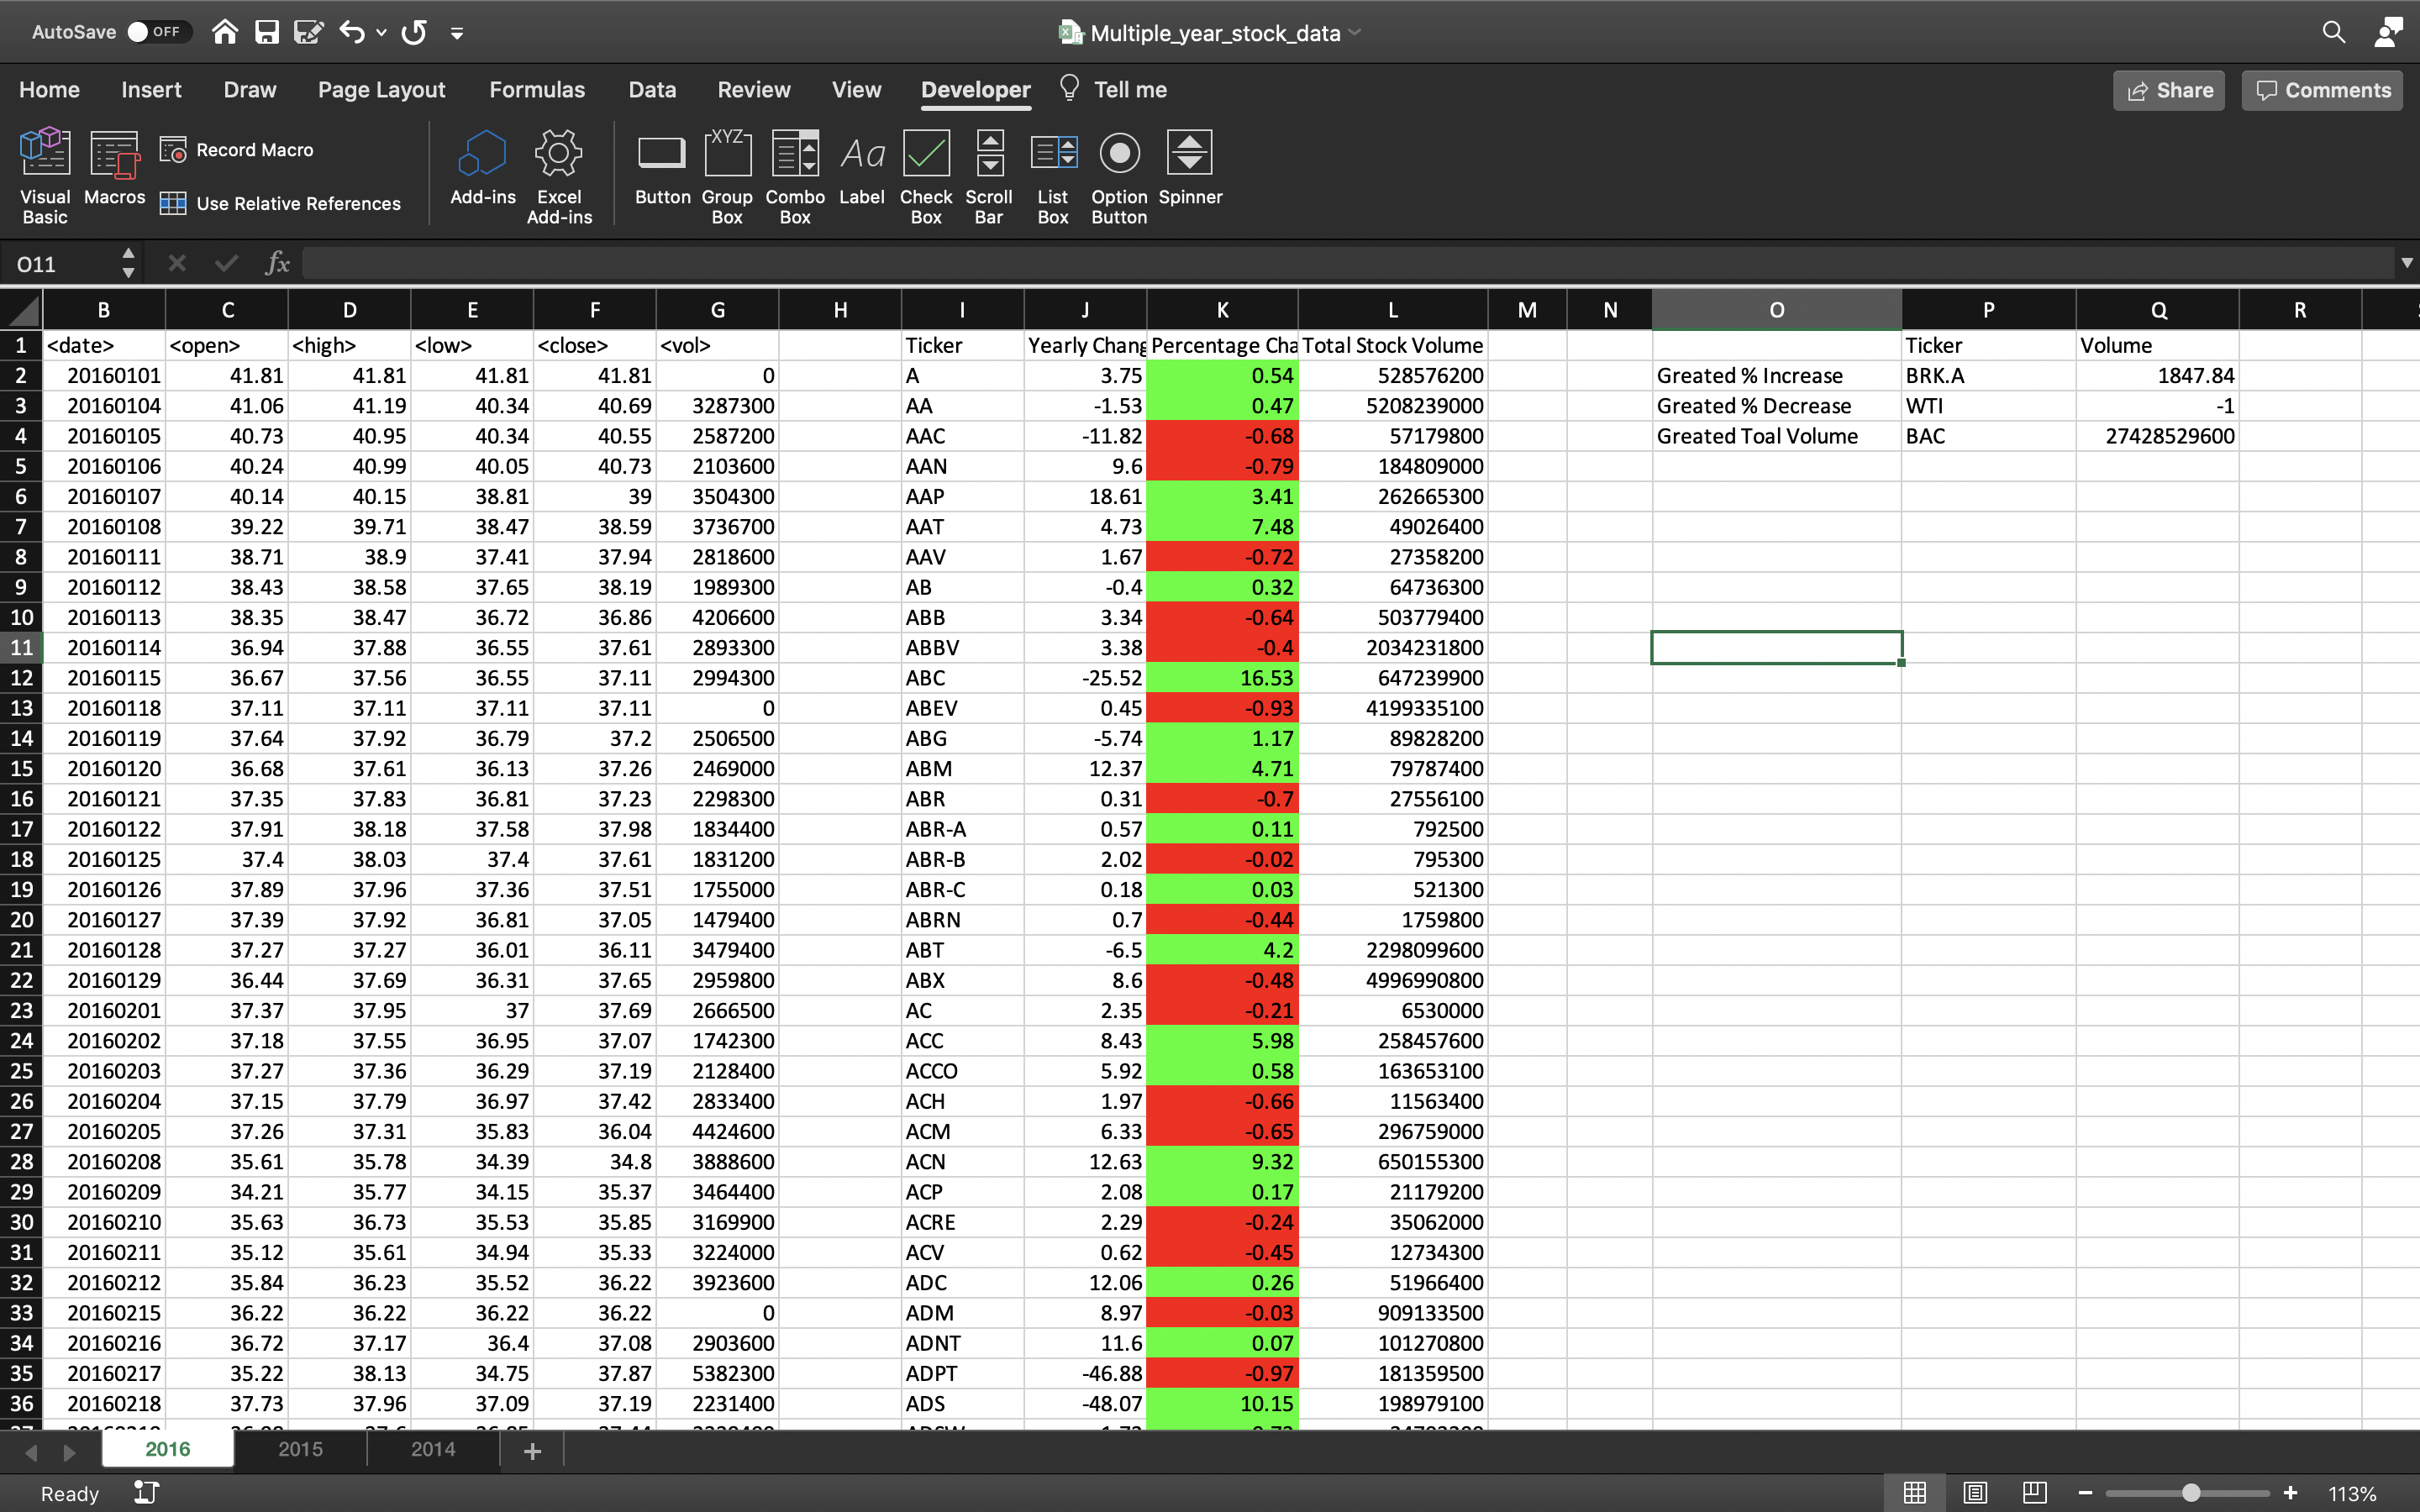 AutoSave OFF Multiple_year_stock_data
Home Insert Draw Page Layout Formulas Data Review View Developer Tell me Share Comments
Visual Basic Macros Record Macro Use Relative References Add-ins Excel Add-ins Button Group Box Combo Box Label Check Box Scroll Bar List Box Option Button Spinner
XYZ Aa
O11 fx
B C D E F G H I J K L M N O P Q R
1 <date> <open> <high> <low> <close> <vol> Ticker Yearly Chang Percentage Cha Total Stock Volume Ticker Volume
2 20160101 41.81 41.81 41.81 41.81 0 A 3.75 0.54 528576200 Greated % Increase BRK.A 1847.84
3 20160104 41.06 41.19 40.34 40.69 3287300 AA -1.53 0.47 5208239000 Greated % Decrease WTI -1
4 20160105 40.73 40.95 40.34 40.55 2587200 AAC -11.82 -0.68 57179800 Greated Toal Volume BAC 27428529600
5 20160106 40.24 40.99 40.05 40.73 2103600 AAN 9.6 -0.79 184809000
6 20160107 40.14 40.15 38.81 39 3504300 AAP 18.61 3.41 262665300
7 20160108 39.22 39.71 38.47 38.59 3736700 AAT 4.73 7.48 49026400
8 20160111 38.71 38.9 37.41 37.94 2818600 AAV 1.67 -0.72 27358200
9 20160112 38.43 38.58 37.65 38.19 1989300 AB -0.4 0.32 64736300
10 20160113 38.35 38.47 36.72 36.86 4206600 ABB 3.34 -0.64 503779400
11 20160114 36.94 37.88 36.55 37.61 2893300 ABBV 3.38 -0.4 2034231800
12 20160115 36.67 37.56 36.55 37.11 2994300 ABC -25.52 16.53 647239900
13 20160118 37.11 37.11 37.11 37.11 0 ABEV 0.45 -0.93 4199335100
14 20160119 37.64 37.92 36.79 37.2 2506500 ABG -5.74 1.17 89828200
15 20160120 36.68 37.61 36.13 37.26 2469000 ABM 12.37 4.71 79787400
16 20160121 37.35 37.83 36.81 37.23 2298300 ABR 0.31 -0.7 27556100
17 20160122 37.91 38.18 37.58 37.98 1834400 ABR-A 0.57 0.11 792500
18 20160125 37.4 38.03 37.4 37.61 1831200 ABR-B 2.02 -0.02 795300
19 20160126 37.89 37.96 37.36 37.51 1755000 ABR-C 0.18 0.03 521300
20 20160127 37.39 37.92 36.81 37.05 1479400 ABRN 0.7 -0.44 1759800
21 20160128 37.27 37.27 36.01 36.11 3479400 ABT -6.5 4.2 2298099600
22 20160129 36.44 37.69 36.31 37.65 2959800 ABX 8.6 -0.48 4996990800
23 20160201 37.37 37.95 37 37.69 2666500 AC 2.35 -0.21 6530000
24 20160202 37.18 37.55 36.95 37.07 1742300 ACC 8.43 5.98 258457600
25 20160203 37.27 37.36 36.29 37.19 2128400 ACCO 5.92 0.58 163653100
26 20160204 37.15 37.79 36.97 37.42 2833400 ACH 1.97 -0.66 11563400
27 20160205 37.26 37.31 35.83 36.04 4424600 ACM 6.33 -0.65 296759000
28 20160208 35.61 35.78 34.39 34.8 3888600 ACN 12.63 9.32 650155300
29 20160209 34.21 35.77 34.15 35.37 3464400 ACP 2.08 0.17 21179200
30 20160210 35.63 36.73 35.53 35.85 3169900 ACRE 2.29 -0.24 35062000
31 20160211 35.12 35.61 34.94 35.33 3224000 ACV 0.62 -0.45 12734300
32 20160212 35.84 36.23 35.52 36.22 3923600 ADC 12.06 0.26 51966400
33 20160215 36.22 36.22 36.22 36.22 0 ADM 8.97 -0.03 909133500
34 20160216 36.72 37.17 36.4 37.08 2903600 ADNT 11.6 0.07 101270800
35 20160217 35.22 38.13 34.75 37.87 5382300 ADPT -46.88 -0.97 181359500
36 20160218 37.73 37.96 37.09 37.19 2231400 ADS -48.07 10.15 198979100
2016 2015 2014
Ready 113%